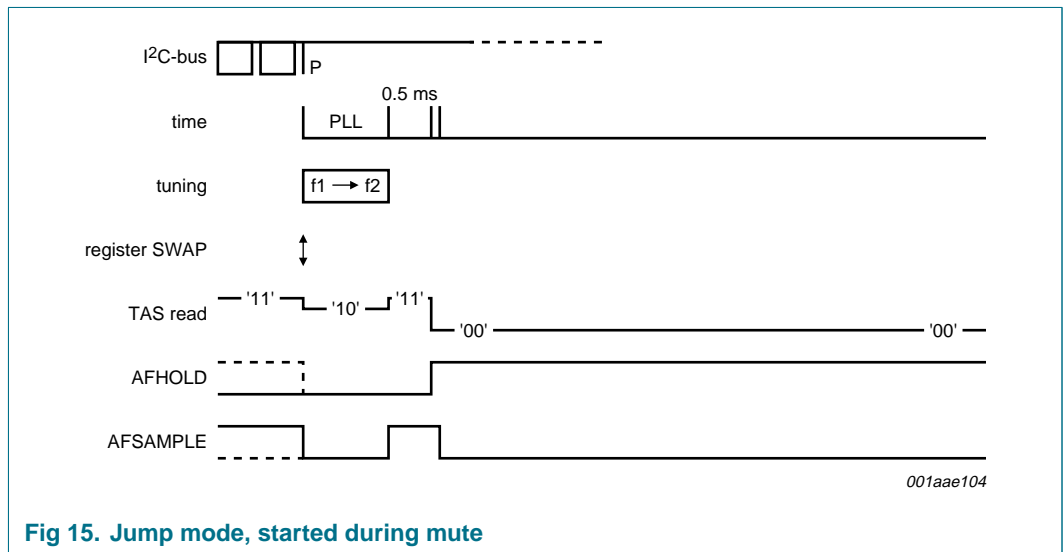 I²C-bus
P
0.5 ms
time
PLL
tuning
f1 → f2
register SWAP
TAS read
'11'
'10'
'11'
'00'
'00'
AFHOLD
AFSAMPLE
001aae104
Fig 15. Jump mode, started during mute